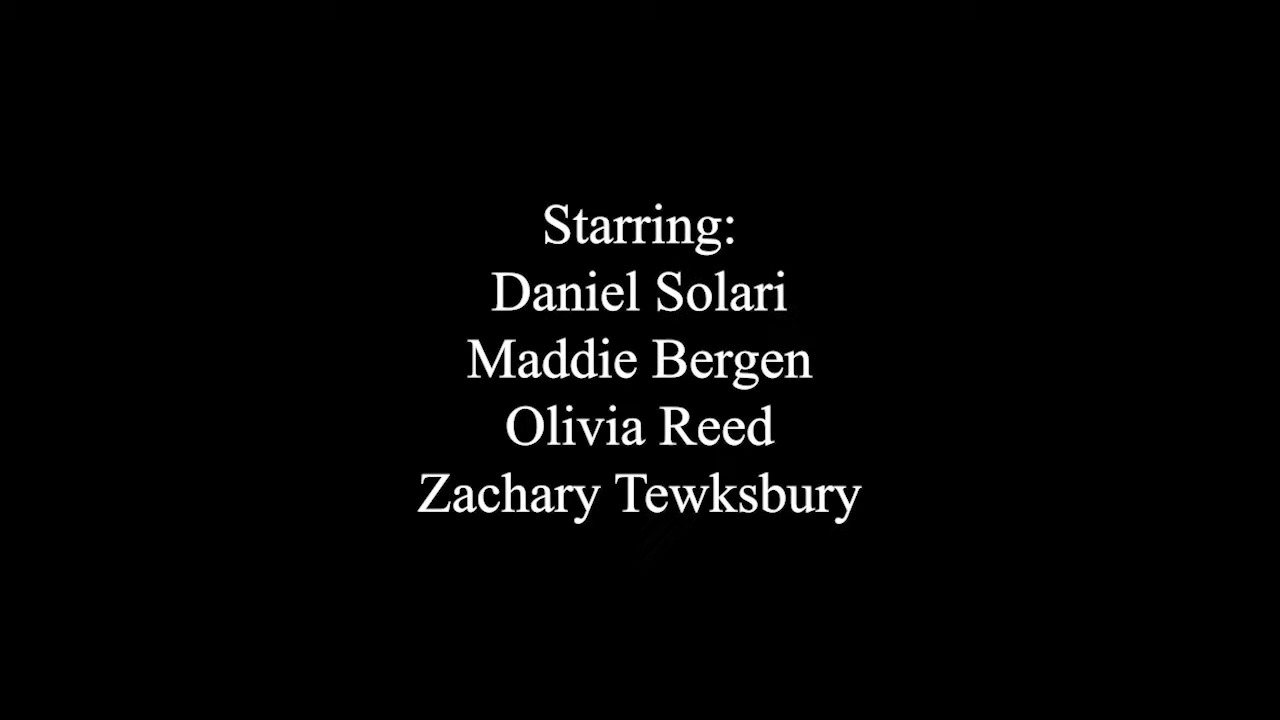 Starring:
Daniel Solari
Maddie Bergen
Olivia Reed
Zachary Tewksbury